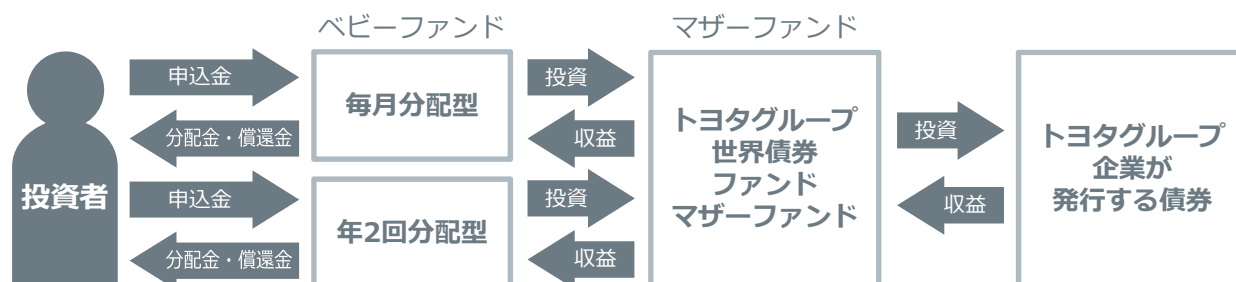 ベビーファンド
マザーファンド
投資者
申込金
分配金・償還金
申込金
分配金・償還金
毎月分配型
年2回分配型
投資
収益
投資
収益
トヨタグループ
世界債券
ファンド
マザーファンド
投資
収益
トヨタグループ
企業が
発行する債券